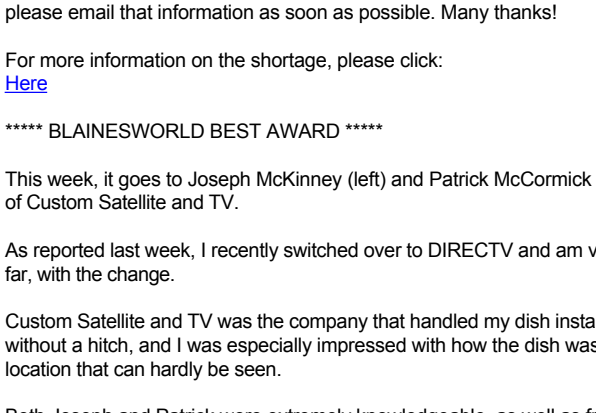 please email that information as soon as possible. Many thanks!
For more information on the shortage, please click:
Here
***** BLAINESWORLD BEST AWARD *****
This week, it goes to Joseph McKinney (left) and Patrick McCormick
of Custom Satellite and TV.
As reported last week, I recently switched over to DIRECTV and am
far, with the change.
Custom Satellite and TV was the company that handled my dish
without a hitch, and I was especially impressed with how the dish was
location that can hardly be seen.
Both Joseph and Patrick were extremely knowledgeable, as well as